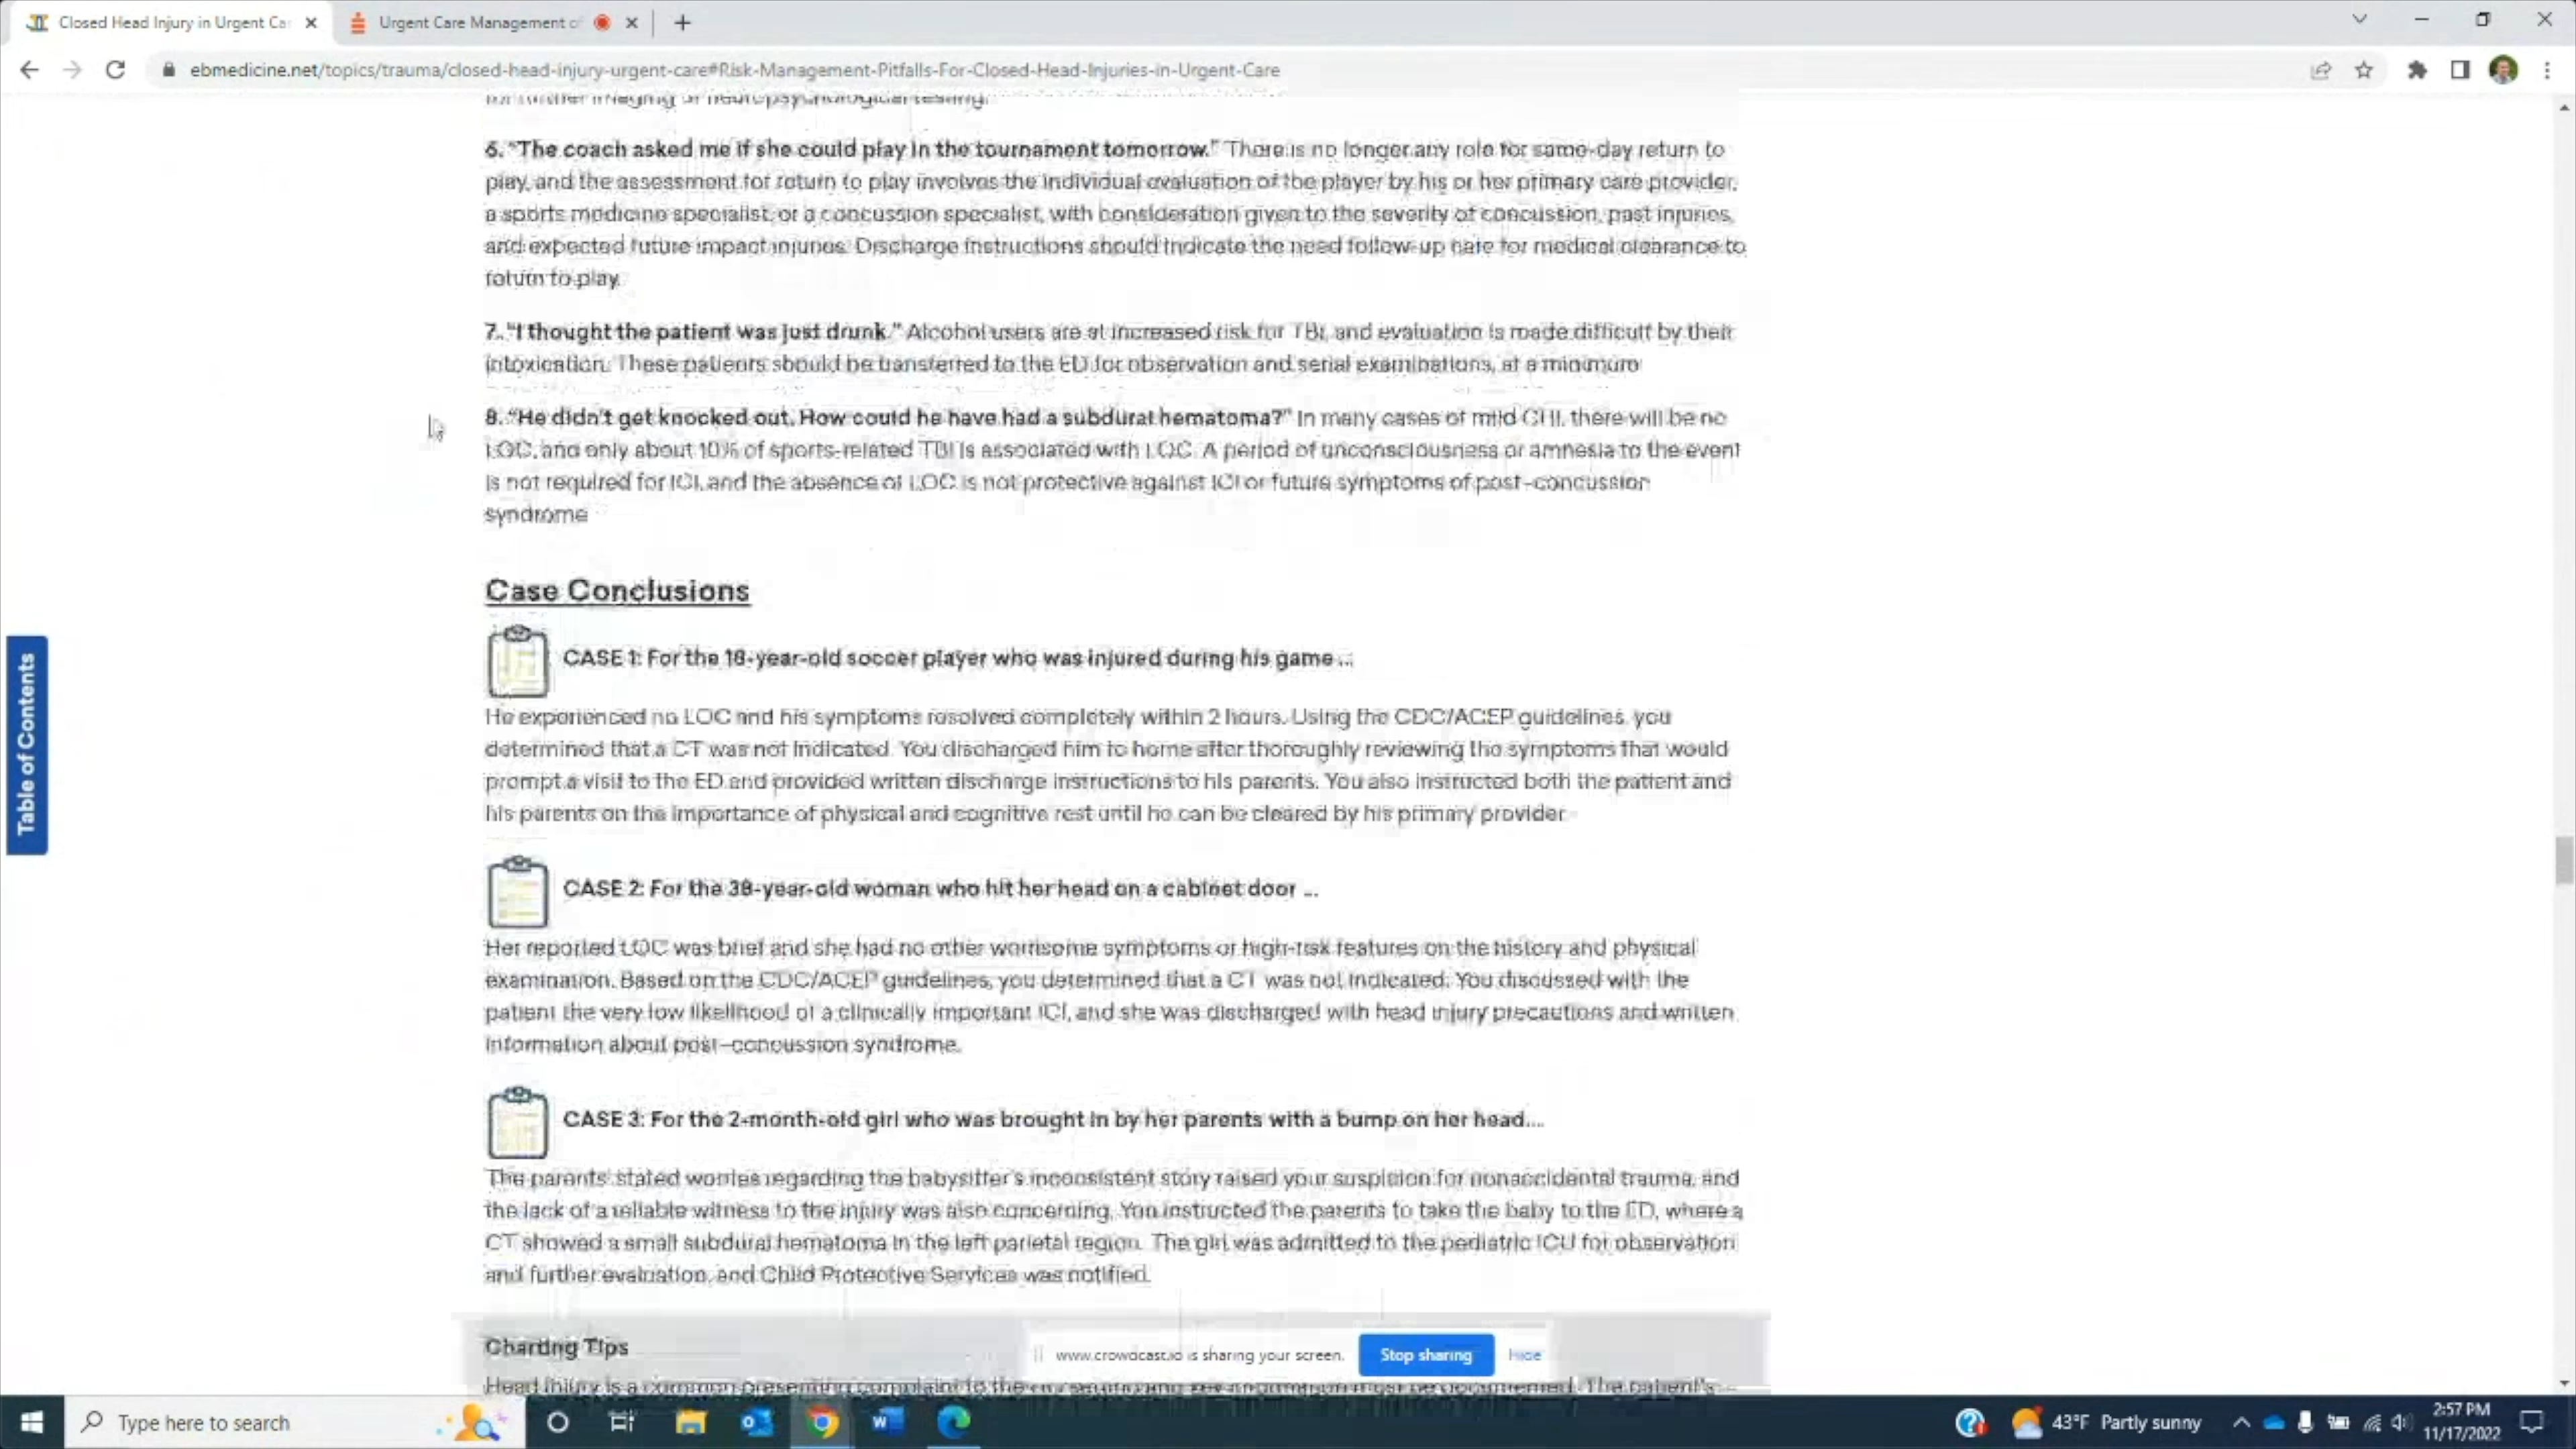 Closed Head Injury in Urgent Ca
Urgent Care Management o
ebmedicine.net/topics/trauma/closed-head-injury-urgent-care#Risk-Management-Pitfalls-For-Closed-Head-Injuries-in-Urgent-Care
for further imaging or neuropsychological testing.
6. "The coach asked me if she could play in the tournament tomorrow." There is no longer any role for same-day return to
play, and the assessment for return to play involves the individual evaluation of the player by his or her primary care provider,
a sports medicine specialist, or a concussion specialist, with consideration given to the severity of concussion, past injuries,
and expected future impact injuries. Discharge instructions should indicate the need follow-up care for medical clearance to
return to play.
7. "I thought the patient was just drunk." Alcohol users are at increased risk for TBI, and evaluation is made difficult by their
intoxication. These patients should be transferred to the ED for observation and serial examinations, at a minimum
8. "He didn't get knocked out. How could he have had a subdural hematoma?" In many cases of mild CHI, there will be no
LOC, and only about 10% of sports-related TBI is associated with LOC. A period of unconsciousness or amnesia to the event
is not required for ICI, and the absence of LOC is not protective against ICI or future symptoms of post-concussion
syndrome
Case Conclusions
CASE 1: For the 18-year-old soccer player who was injured during his game ...
He experienced no LOC and his symptoms resolved completely within 2 hours. Using the CDC/ACEP guidelines, you
determined that a CT was not indicated. You discharged him to home after thoroughly reviewing the symptoms that would
prompt a visit to the ED and provided written discharge instructions to his parents. You also instructed both the patient and
his parents on the importance of physical and cognitive rest until he can be cleared by his primary provider
CASE 2: For the 38-year-old woman who hit her head on a cabinet door ...
Her reported LOC was brief and she had no other worrisome symptoms or high-risk features on the history and physical
examination. Based on the CDC/ACEP guidelines, you determined that a CT was not indicated. You discussed with the
patient the very low likelihood of a clinically important ICI, and she was discharged with head injury precautions and written
information about post-concussion syndrome.
CASE 3: For the 2-month-old girl who was brought in by her parents with a bump on her head....
The parents' stated worries regarding the babysitter's inconsistent story raised your suspicion for nonaccidental trauma, and
the lack of a reliable witness to the injury was also concerning. You instructed the parents to take the baby to the ED, where a
CT showed a small subdural hematoma in the left parietal region. The girl was admitted to the pediatric ICU for observation
and further evaluation, and Child Protective Services was notified.
Charting Tips
www.crowdcast.io is sharing your screen.
Stop sharing
Hide
Head injury is a common presenting complaint to the must be documented. The patient's
Table of Contents
Type here to search
43°F Partly sunny
2:57 PM
11/17/2022